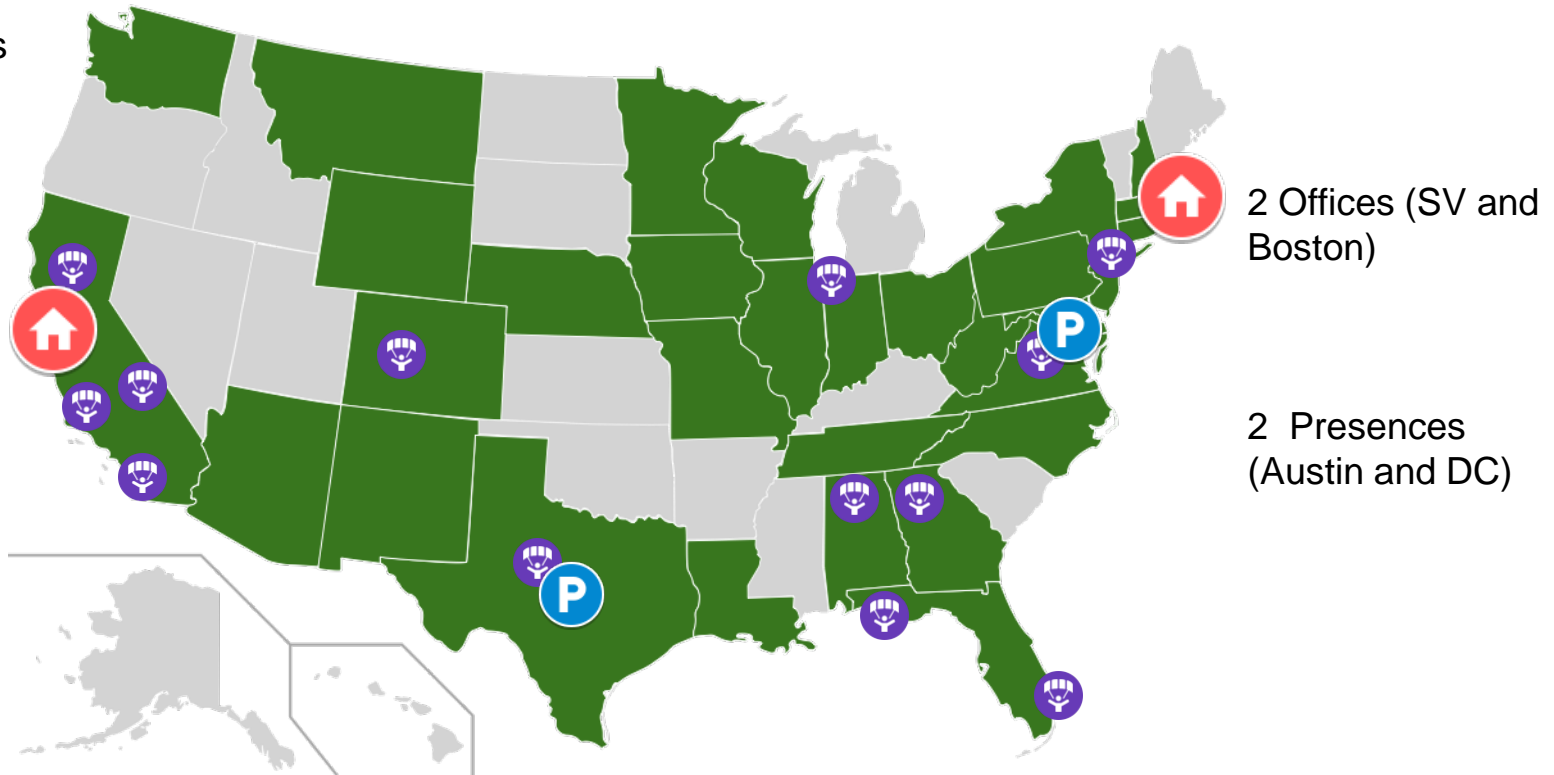 s
2 Offices (SV and
Boston)
P
2 Presences
(Austin and DC)
P